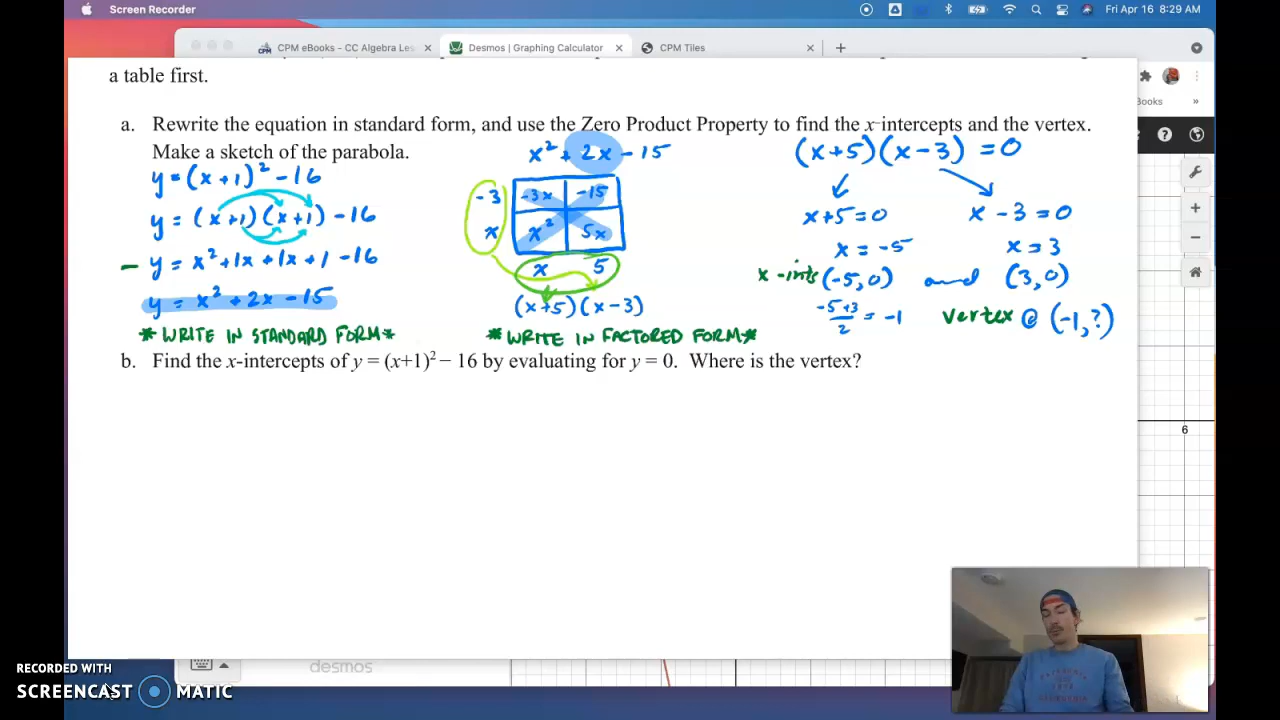 Screen Recorder
Fri Apr 16 8:29 AM
CPM eBooks - CC Algebra Les
Desmos | Graphing Calculator
CPM Tiles
a table first.
Books
a. Rewrite the equation in standard form, and use the Zero Product Property to find the x-intercepts and the vertex.
Make a sketch of the parabola.
x² + 2x - 15
(x+5)(x-3) = 0
y = (x+1)² - 16
-3 -3x -15
y = (x+1)(x+1) - 16
x+5=0 x-3=0
x x² 5x
- y = x² + 1x + 1x + 1 - 16
x = -5 x = 3
x 5
x-ints (-5,0) and (3,0)
y = x² + 2x - 15
(x+5)(x-3)
-5+3/2 = -1 vertex @ (-1,?)
*WRITE IN STANDARD FORM* *WRITE IN FACTORED FORM*
b. Find the x-intercepts of y = (x+1)² − 16 by evaluating for y = 0. Where is the vertex?
6
desmos
RECORDED WITH
SCREENCAST MATIC